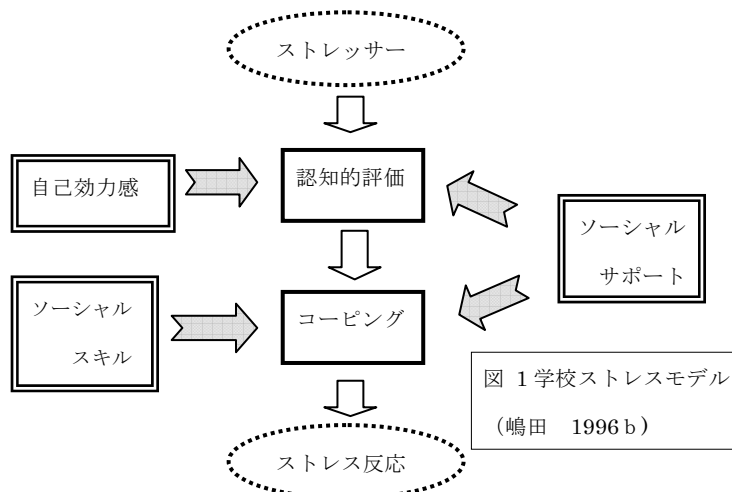 ストレッサー
自己効力感
認知的評価
ソーシャル
サポート
ソーシャル
スキル
コーピング
図 1 学校ストレスモデル
(嶋田 1996b)
ストレス反応